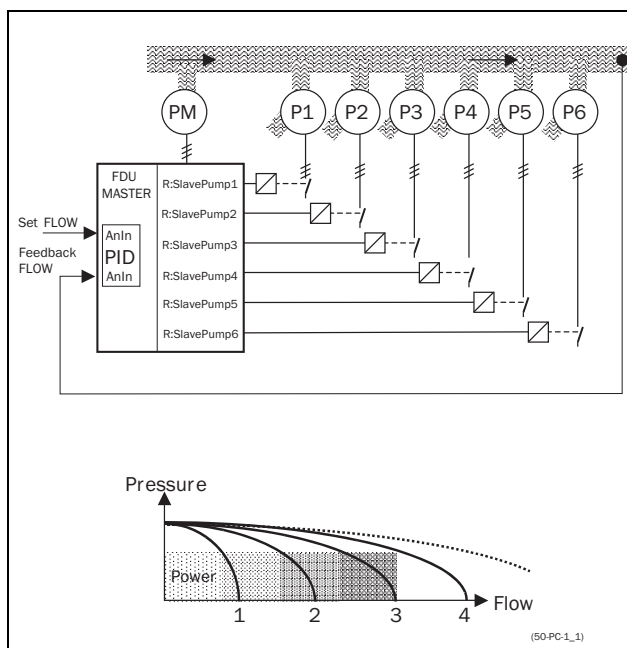 PM P1 P2 P3 P4 P5 P6
FDU
MASTER
R:SlavePump1
R:SlavePump2
R:SlavePump3
R:SlavePump4
R:SlavePump5
R:SlavePump6
Set FLOW
Feedback
FLOW
AnIn
PID
AnIn
Pressure
Power
1 2 3 4 Flow
(50-PC-1_1)